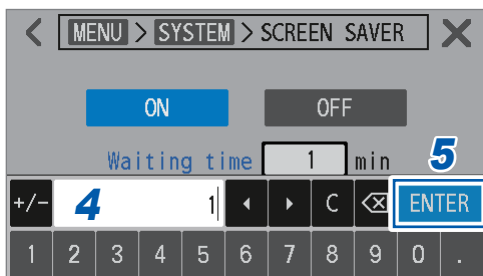 MENU > SYSTEM > SCREEN SAVER
ON OFF
Waiting time 1 min 5
+/- 4 1 C ENTER
1 2 3 4 5 6 7 8 9 0 .